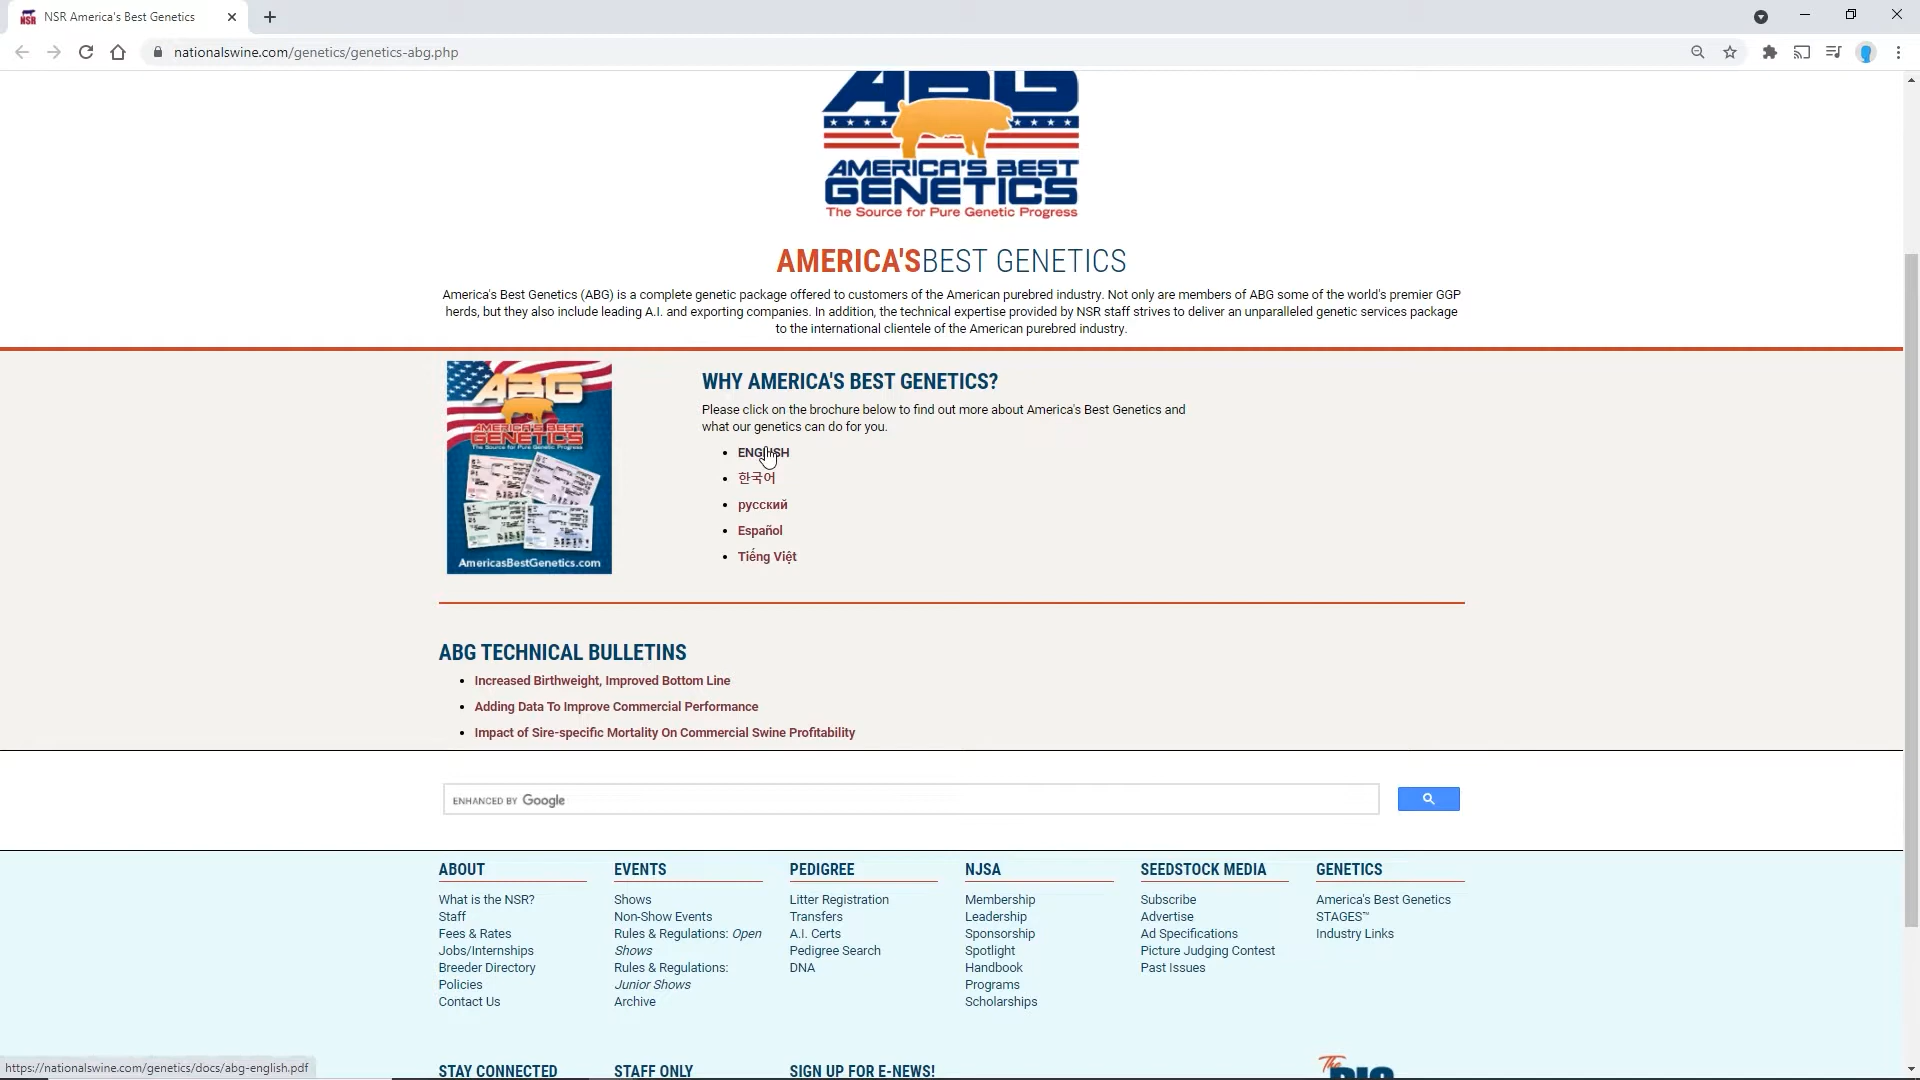 NSR America's Best Genetics
nationalswine.com/genetics/genetics-abg.php
ABG
AMERICA'S BEST
GENETICS
The Source for Pure Genetic Progress
AMERICA'S BEST GENETICS
America's Best Genetics (ABG) is a complete genetic package offered to customers of the American purebred industry. Not only are members of ABG some of the world's premier GGP
herds, but they also include leading A.I. and exporting companies. In addition, the technical expertise provided by NSR staff strives to deliver an unparalleled genetic services package
to the international clientele of the American purebred industry.
ABG
AMERICA'S BEST
GENETICS
The Source for Pure Genetic Progress
AmericasBestGenetics.com
WHY AMERICA'S BEST GENETICS?
Please click on the brochure below to find out more about America's Best Genetics and
what our genetics can do for you.
ENGLISH
한국어
русский
Español
Tiếng Việt
ABG TECHNICAL BULLETINS
Increased Birthweight, Improved Bottom Line
Adding Data To Improve Commercial Performance
Impact of Sire-specific Mortality On Commercial Swine Profitability
ENHANCED BY Google
ABOUT
What is the NSR?
Staff
Fees & Rates
Jobs/Internships
Breeder Directory
Policies
Contact Us
EVENTS
Shows
Non-Show Events
Rules & Regulations: Open
Shows
Rules & Regulations:
Junior Shows
Archive
PEDIGREE
Litter Registration
Transfers
A.I. Certs
Pedigree Search
DNA
NJSA
Membership
Leadership
Sponsorship
Spotlight
Handbook
Programs
Scholarships
SEEDSTOCK MEDIA
Subscribe
Advertise
Ad Specifications
Picture Judging Contest
Past Issues
GENETICS
America's Best Genetics
STAGES™
Industry Links
STAY CONNECTED
STAFF ONLY
SIGN UP FOR E-NEWS!
The
PIG
https://nationalswine.com/genetics/docs/abg-english.pdf